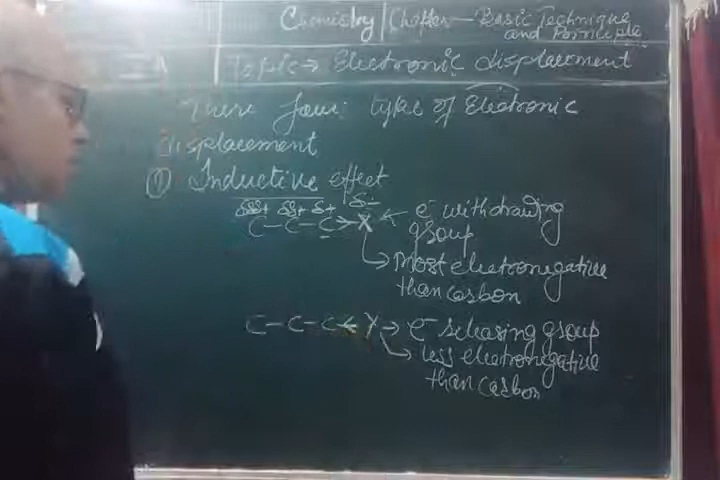 Chemistry | Chapter — Basic Technique
and Principle
Topic → Electronic displacement
There four types of Electronic
displacement
① Inductive effect
δδδ+ δδ+ δ+ δ-
C - C - C > X ← e⁻ withdrawing
group
→ Most electronegative
than carbon
C - C - C < Y → e⁻ releasing group
→ less electronegative
than carbon